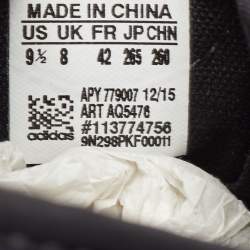 MADE IN CHINA
US UK FR JP CHN
9½ 8 42 265 260
APY 779007 12/15
ART AQ5476
#113774756
adidas 9N298PKF00011